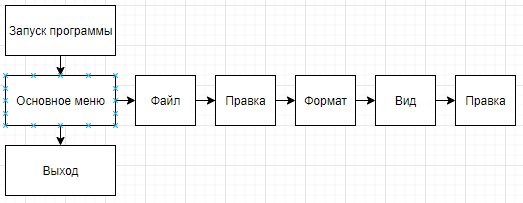 Запуск программы
Основное меню
Файл
Правка
Формат
Вид
Правка
Выход